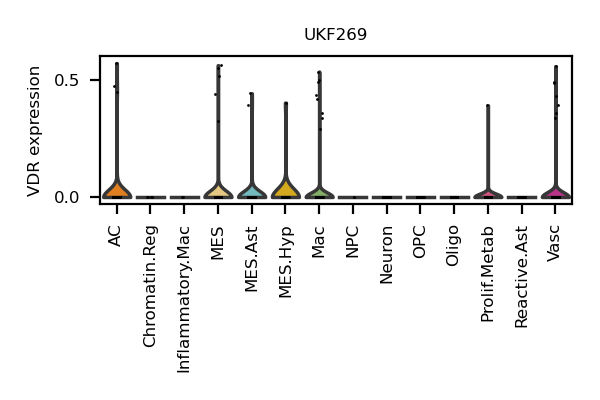 UKF269
VDR expression
0.5
0.0
AC
Chromatin.Reg
Inflammatory.Mac
MES
MES.Ast
MES.Hyp
Mac
NPC
Neuron
OPC
Oligo
Prolif.Metab
Reactive.Ast
Vasc